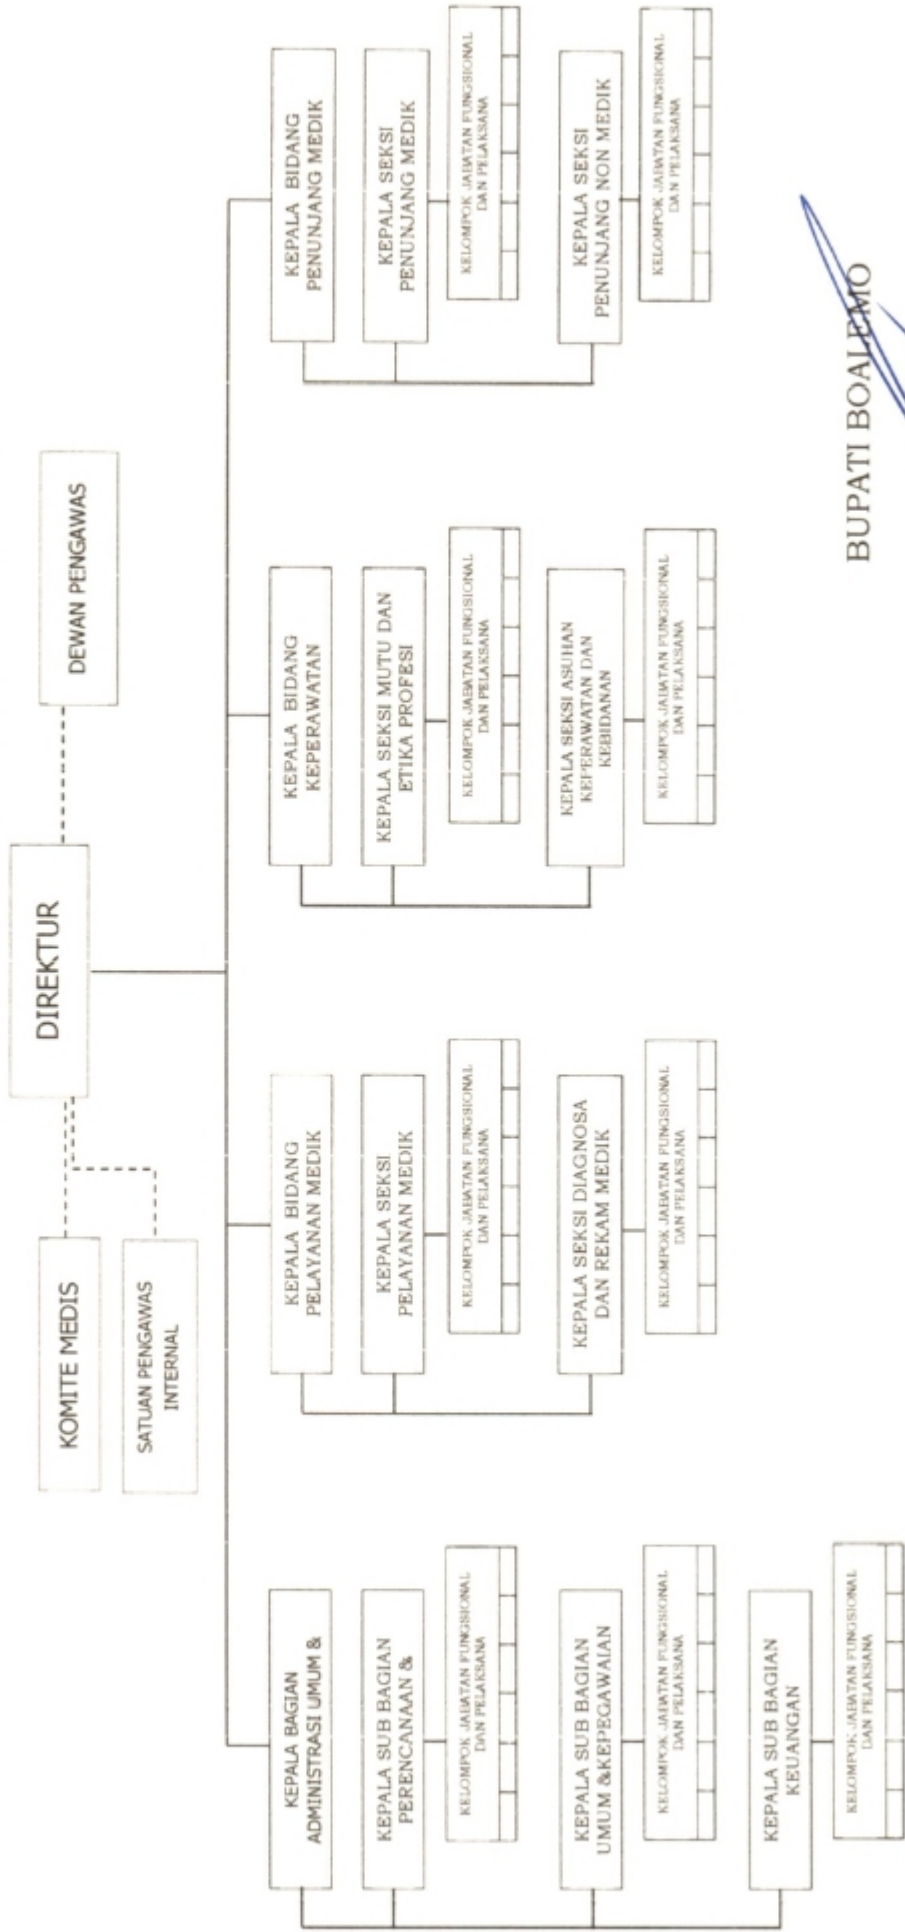 DIREKTUR
DEWAN PENGAWAS
KOMITE MEDIS
SATUAN PENGAWAS
INTERNAL
KEPALA BAGIAN
ADMINISTRASI UMUM &
KEPALA SUB BAGIAN
PERENCANAAN &
KELOMPOK JABATAN FUNGSIONAL
DAN PELAKSANA
KEPALA SUB BAGIAN
UMUM &KEPEGAWAIAN
KELOMPOK JABATAN FUNGSIONAL
DAN PELAKSANA
KEPALA SUB BAGIAN
KEUANGAN
KELOMPOK JABATAN FUNGSIONAL
DAN PELAKSANA
KEPALA BIDANG
PELAYANAN MEDIK
KEPALA SEKSI
PELAYANAN MEDIK
KELOMPOK JABATAN FUNGSIONAL
DAN PELAKSANA
KEPALA SEKSI DIAGNOSA
DAN REKAM MEDIK
KELOMPOK JABATAN FUNGSIONAL
DAN PELAKSANA
KEPALA BIDANG
KEPERAWATAN
KEPALA SEKSI MUTU DAN
ETIKA PROFESI
KELOMPOK JABATAN FUNGSIONAL
DAN PELAKSANA
KEPALA SEKSI ASUHAN
KEPERAWATAN DAN
KEBIDANAN
KELOMPOK JABATAN FUNGSIONAL
DAN PELAKSANA
KEPALA BIDANG
PENUNJANG MEDIK
KEPALA SEKSI
PENUNJANG MEDIK
KELOMPOK JABATAN FUNGSIONAL
DAN PELAKSANA
KEPALA SEKSI
PENUNJANG NON MEDIK
KELOMPOK JABATAN FUNGSIONAL
DAN PELAKSANA
BUPATI BOALEMO